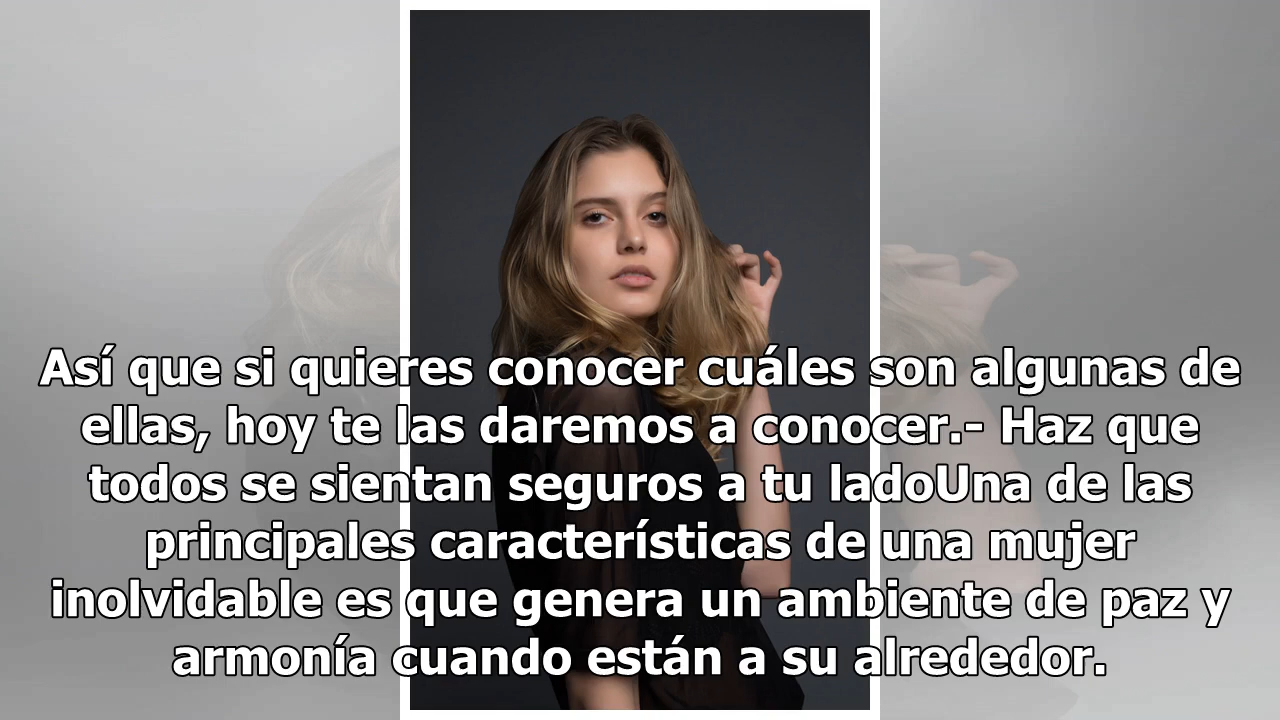 Así que si quieres conocer cuáles son algunas de
ellas, hoy te las daremos a conocer.- Haz que
todos se sientan seguros a tu ladoUna de las
principales características de una mujer
inolvidable es que genera un ambiente de paz y
armonía cuando están a su alrededor.